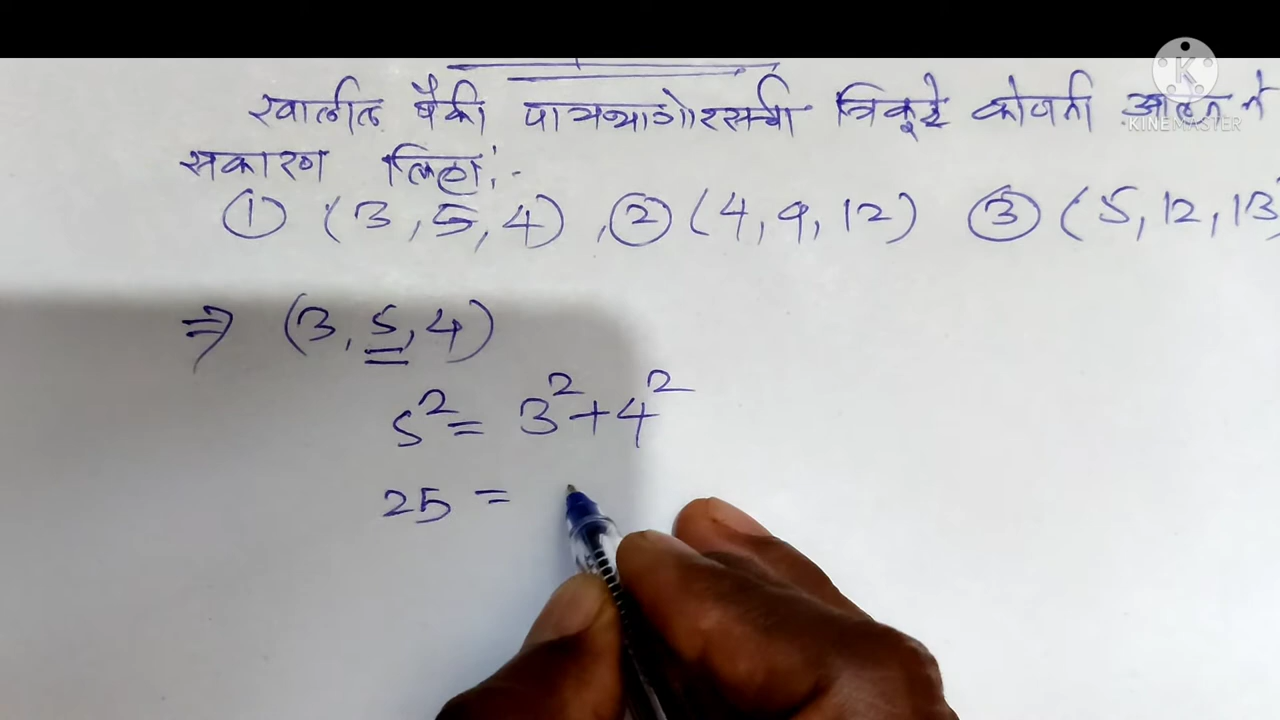 खालील पैकी पायथागोरसची त्रिकूटे कोणती आहेत ते
सकारण लिहा:-
① (3,5,4) , ② (4,9,12) ③ (5,12,13)
⇒ (3,5,4)
5² = 3²+4²
25 =
K
KINEMASTER